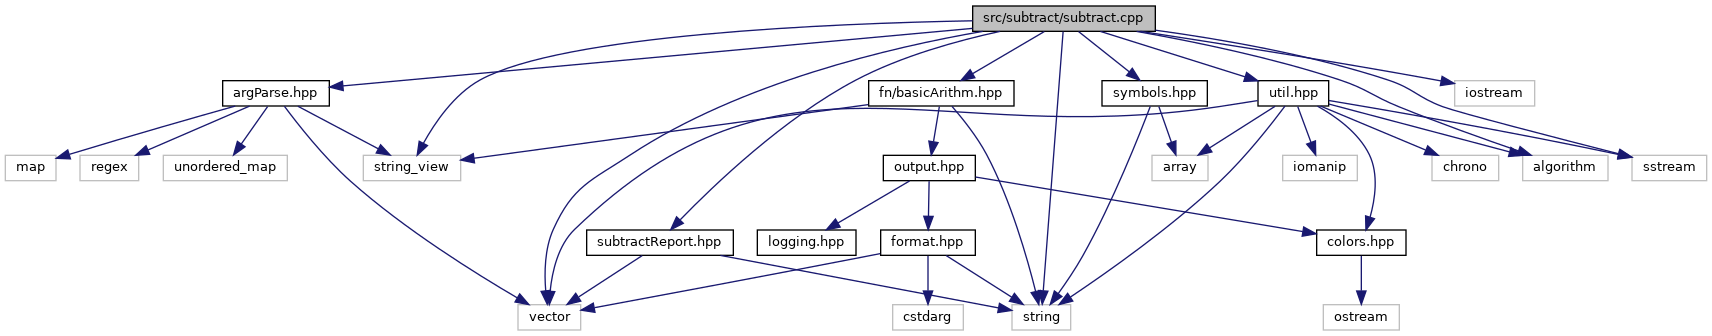 src/subtract/subtract.cpp
argParse.hpp
fn/basicArithm.hpp
symbols.hpp
util.hpp
iostream
map
regex
unordered_map
string_view
output.hpp
array
iomanip
chrono
algorithm
sstream
subtractReport.hpp
logging.hpp
format.hpp
colors.hpp
vector
cstdarg
string
ostream